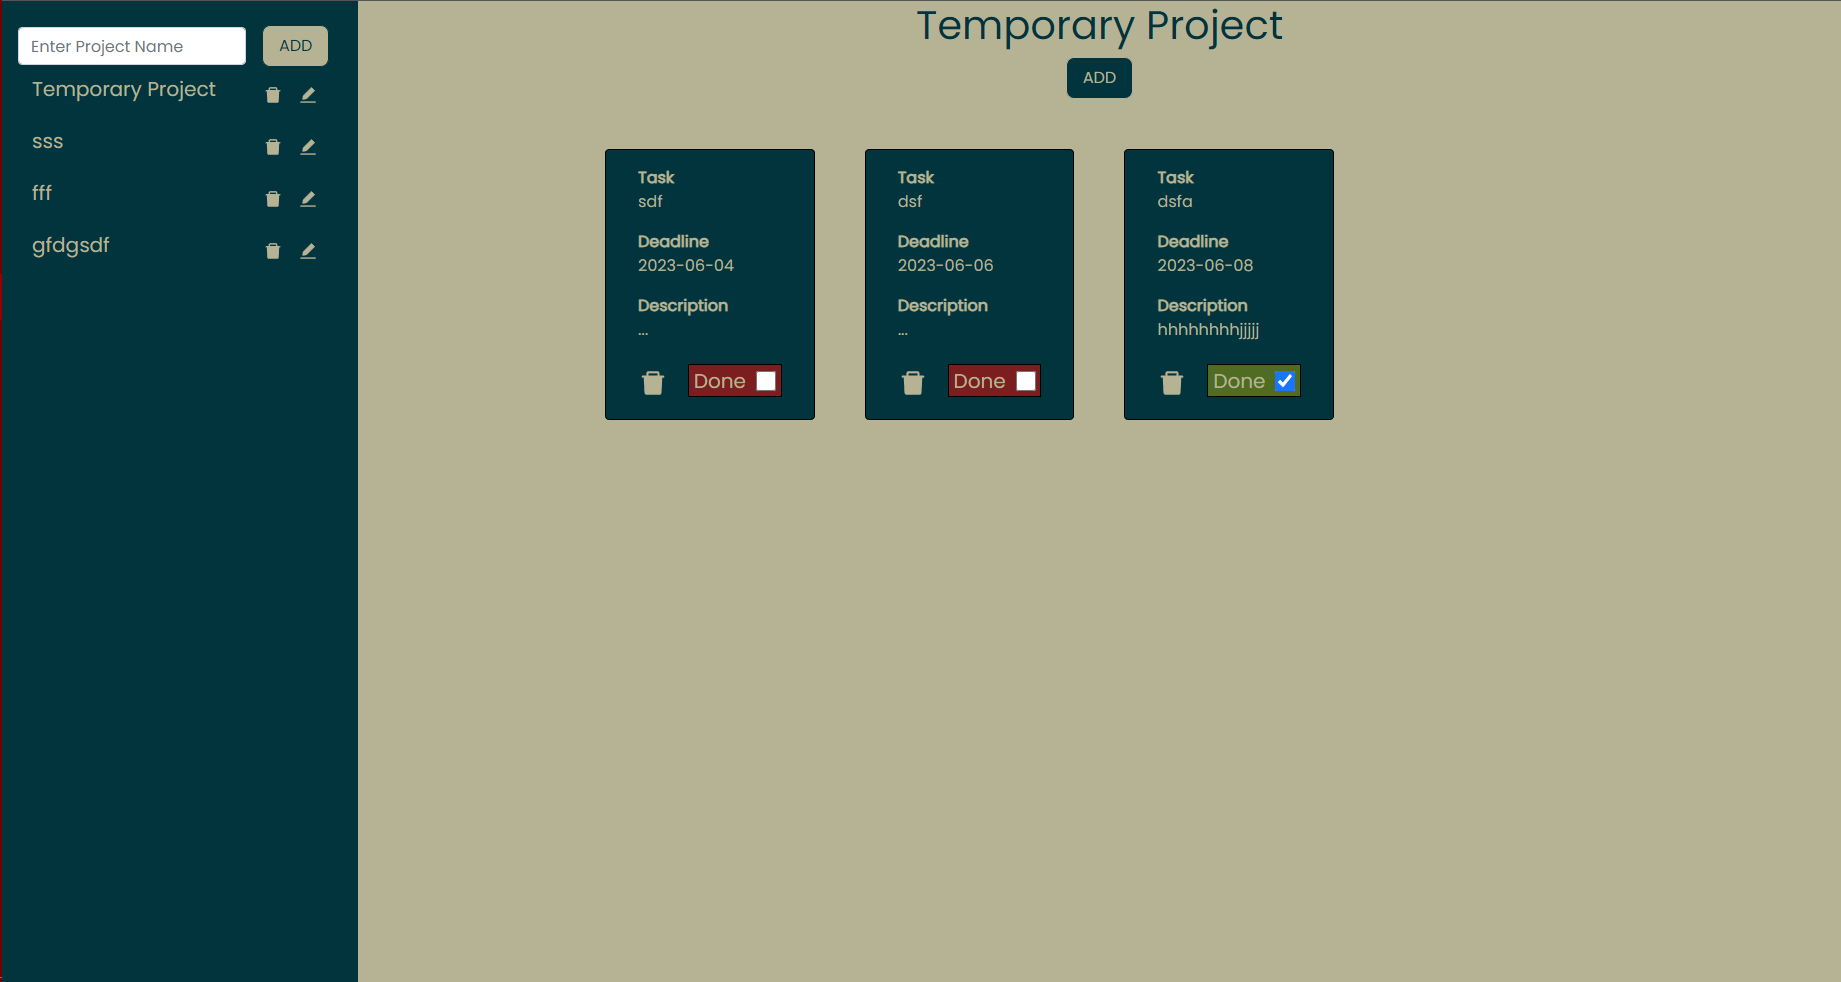 Enter Project Name
ADD
Temporary Project
sss
fff
gfdgsdf
Temporary Project
ADD
Task
sdf
Deadline
2023-06-04
Description
...
Done
Task
dsf
Deadline
2023-06-06
Description
...
Done
Task
dsfa
Deadline
2023-06-08
Description
hhhhhhhhjjjjj
Done